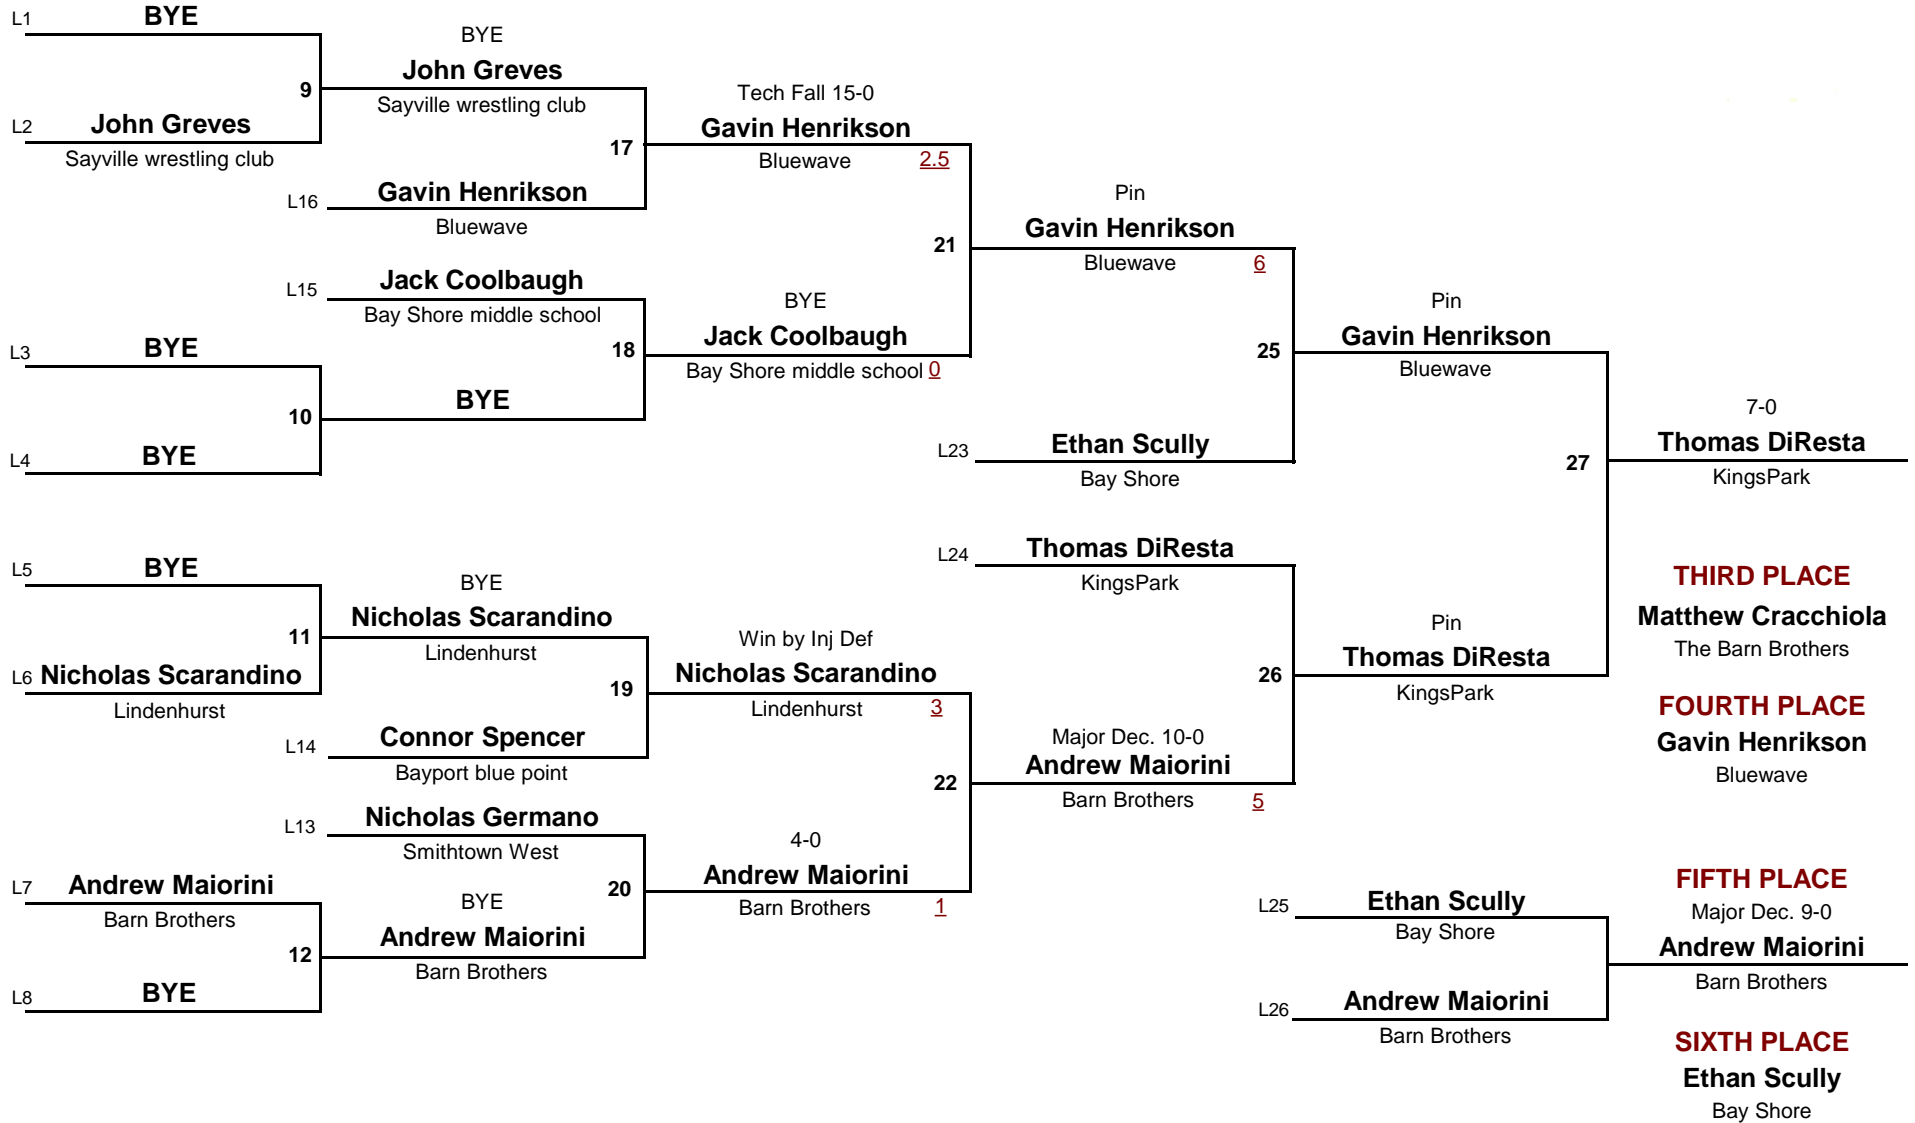 L1 BYE
BYE
John Greves
9
Sayville wrestling club
L2 John Greves
Sayville wrestling club
Tech Fall 15-0
Gavin Henrikson
17
Bluewave 2.5
L16 Gavin Henrikson
Bluewave
Pin
Gavin Henrikson
21
Bluewave 6
L15 Jack Coolbaugh
Bay Shore middle school
BYE
Jack Coolbaugh
18
Bay Shore middle school 0
L3 BYE
10 BYE
L4 BYE
Pin
Gavin Henrikson
25
Bluewave
L23 Ethan Scully
Bay Shore
7-0
Thomas DiResta
27
KingsPark
L24 Thomas DiResta
KingsPark
L5 BYE
BYE
Nicholas Scarandino
11
Lindenhurst
L6 Nicholas Scarandino
Lindenhurst
Win by Inj Def
Nicholas Scarandino
19
Lindenhurst 3
L14 Connor Spencer
Bayport blue point
Pin
Thomas DiResta
26
KingsPark
Major Dec. 10-0
Andrew Maiorini
22
Barn Brothers 5
L13 Nicholas Germano
Smithtown West
4-0
Andrew Maiorini
20
Barn Brothers 1
L7 Andrew Maiorini
Barn Brothers
BYE
Andrew Maiorini
12
Barn Brothers
L8 BYE
THIRD PLACE
Matthew Cracchiola
The Barn Brothers
FOURTH PLACE
Gavin Henrikson
Bluewave
L25 Ethan Scully
Bay Shore
FIFTH PLACE
Major Dec. 9-0
Andrew Maiorini
Barn Brothers
L26 Andrew Maiorini
Barn Brothers
SIXTH PLACE
Ethan Scully
Bay Shore